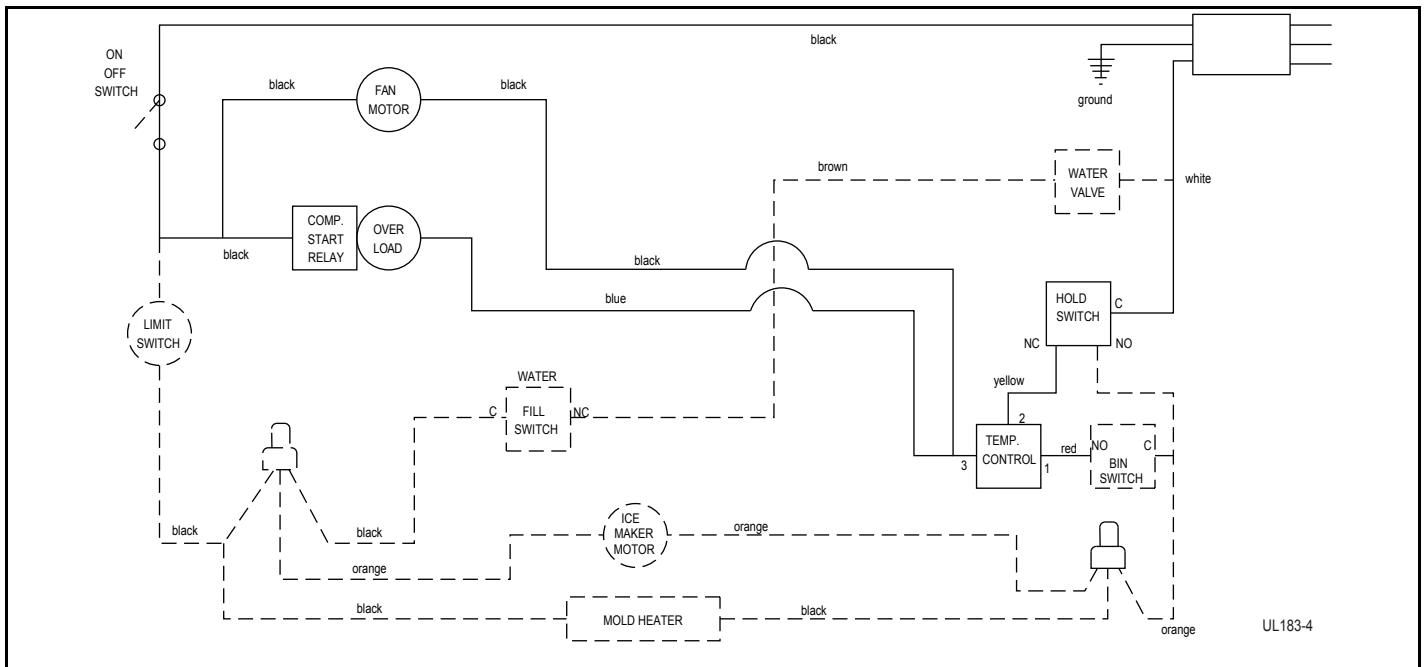 black
ON
OFF
SWITCH
black
FAN
MOTOR
black
ground
brown
WATER
VALVE
white
COMP.
START
RELAY
OVER
LOAD
black
black
blue
HOLD
SWITCH
C
NC
NO
LIMIT
SWITCH
yellow
WATER
C
FILL
SWITCH
NC
2
TEMP.
CONTROL
3
1
red
NO
C
BIN
SWITCH
black
black
ICE
MAKER
MOTOR
orange
orange
black
MOLD HEATER
black
orange
UL183-4